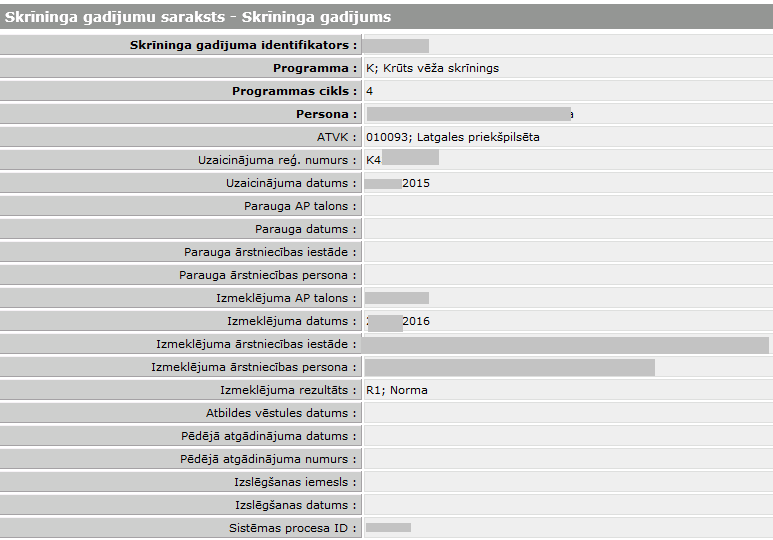 Skrīninga gadījumu saraksts - Skrīninga gadījums
Skrīninga gadījuma identifikators :
Programma : K; Krūts vēža skrīnings
Programmas cikls : 4
Persona : a
ATVK : 010093; Latgales priekšpilsēta
Uzaicinājuma reģ. numurs : K4
Uzaicinājuma datums : 2015
Parauga AP talons :
Parauga datums :
Parauga ārstniecības iestāde :
Parauga ārstniecības persona :
Izmeklējuma AP talons :
Izmeklējuma datums : 2016
Izmeklējuma ārstniecības iestāde :
Izmeklējuma ārstniecības persona :
Izmeklējuma rezultāts : R1; Norma
Atbildes vēstules datums :
Pēdējā atgādinājuma datums :
Pēdējā atgādinājuma numurs :
Izslēgšanas iemesls :
Izslēgšanas datums :
Sistēmas procesa ID :